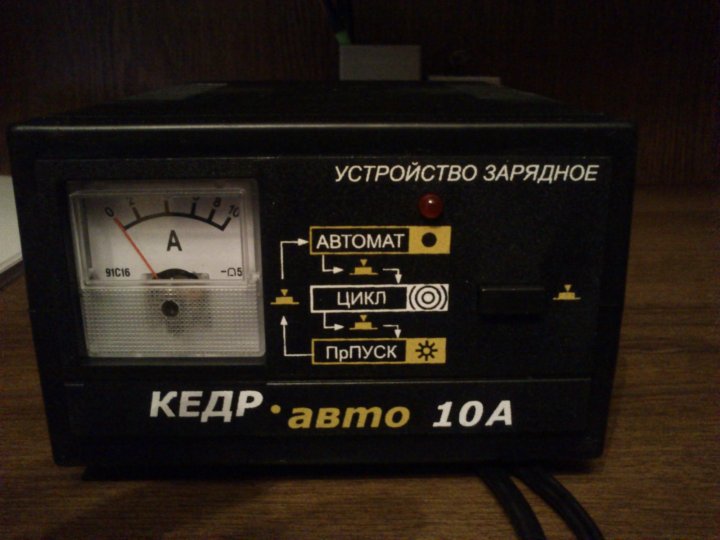 УСТРОЙСТВО ЗАРЯДНОЕ
0 2 4 6 8 10
A
91C16 −Ω5
АВТОМАТ
ЦИКЛ
ПрПУСК
КЕДР·авто 10А